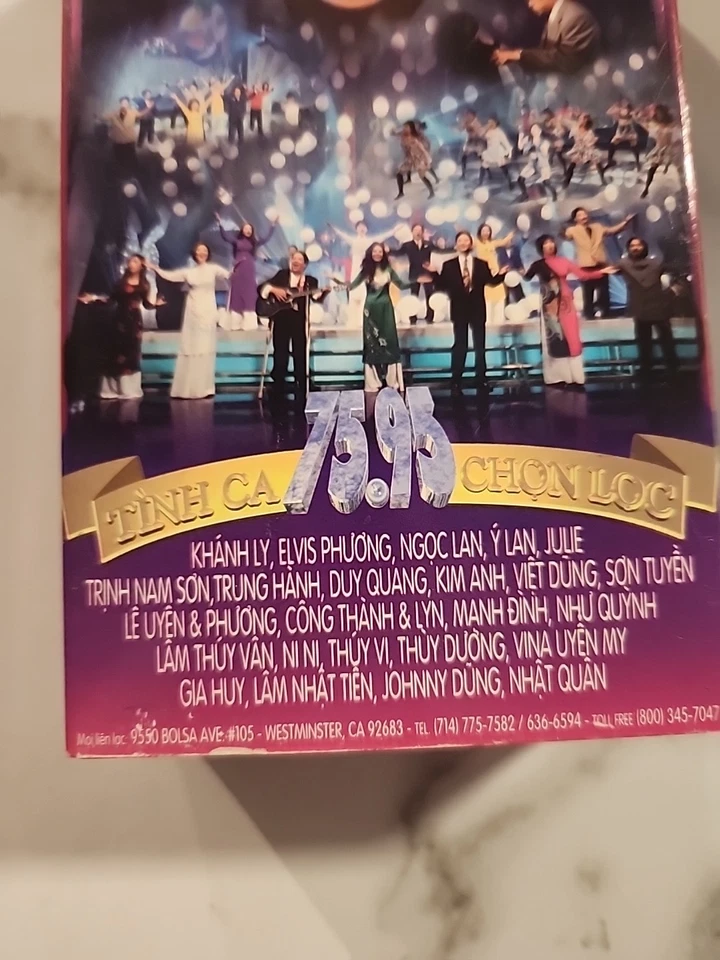 TÌNH CA 75.95 CHỌN LỌC
KHÁNH LY, ELVIS PHƯƠNG, NGỌC LAN, Ý LAN, JULIE
TRỊNH NAM SƠN, TRUNG HÀNH, DUY QUANG, KIM ANH, VIỆT DŨNG, SƠN TUYỀN
LÊ UYÊN & PHƯƠNG, CÔNG THÀNH & LYN, MẠNH ĐÌNH, NHƯ QUỲNH
LÂM THÚY VÂN, NI NI, THÚY VI, THÙY DƯƠNG, VINA UYỂN MY
GIA HUY, LÂM NHẬT TIẾN, JOHNNY DŨNG, NHẬT QUÂN
Mọi liên lạc: 9550 BOLSA AVE. #105 - WESTMINSTER, CA 92683 - TEL. (714) 775-7582 / 636-6594 - TOLL FREE (800) 345-7047